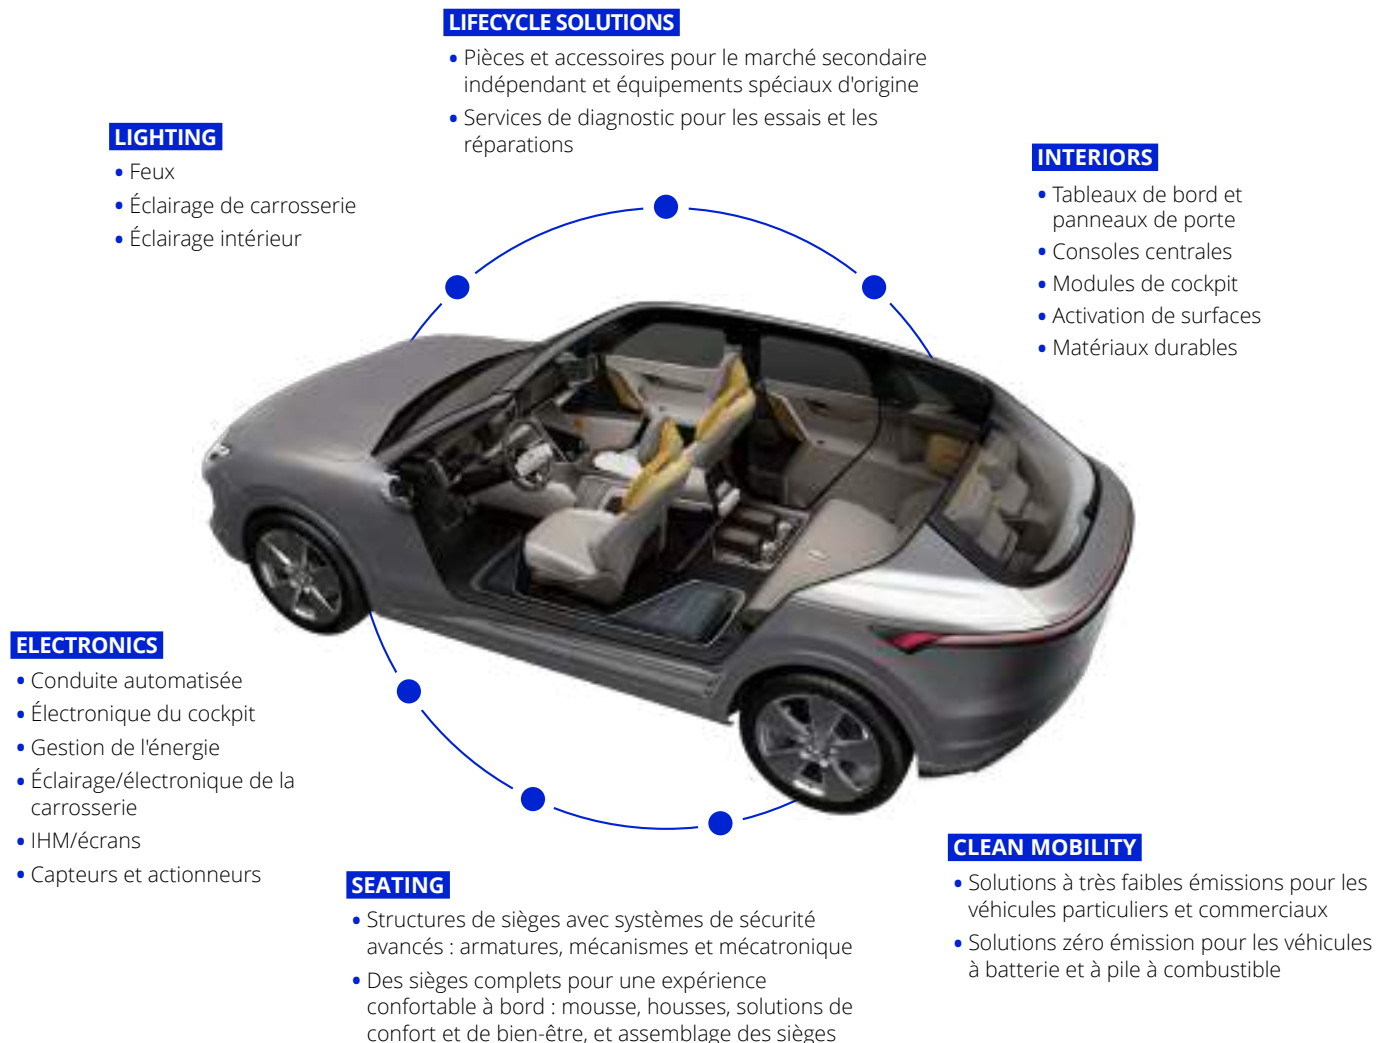 LIFECYCLE SOLUTIONS
• Pièces et accessoires pour le marché secondaire
indépendant et équipements spéciaux d'origine
• Services de diagnostic pour les essais et les
réparations
LIGHTING
• Feux
• Éclairage de carrosserie
• Éclairage intérieur
INTERIORS
• Tableaux de bord et
panneaux de porte
• Consoles centrales
• Modules de cockpit
• Activation de surfaces
• Matériaux durables
ELECTRONICS
• Conduite automatisée
• Électronique du cockpit
• Gestion de l'énergie
• Éclairage/électronique de la
carrosserie
• IHM/écrans
• Capteurs et actionneurs
SEATING
• Structures de sièges avec systèmes de sécurité
avancés : armatures, mécanismes et mécatronique
• Des sièges complets pour une expérience
confortable à bord : mousse, housses, solutions de
confort et de bien-être, et assemblage des sièges
CLEAN MOBILITY
• Solutions à très faibles émissions pour les
véhicules particuliers et commerciaux
• Solutions zéro émission pour les véhicules
à batterie et à pile à combustible